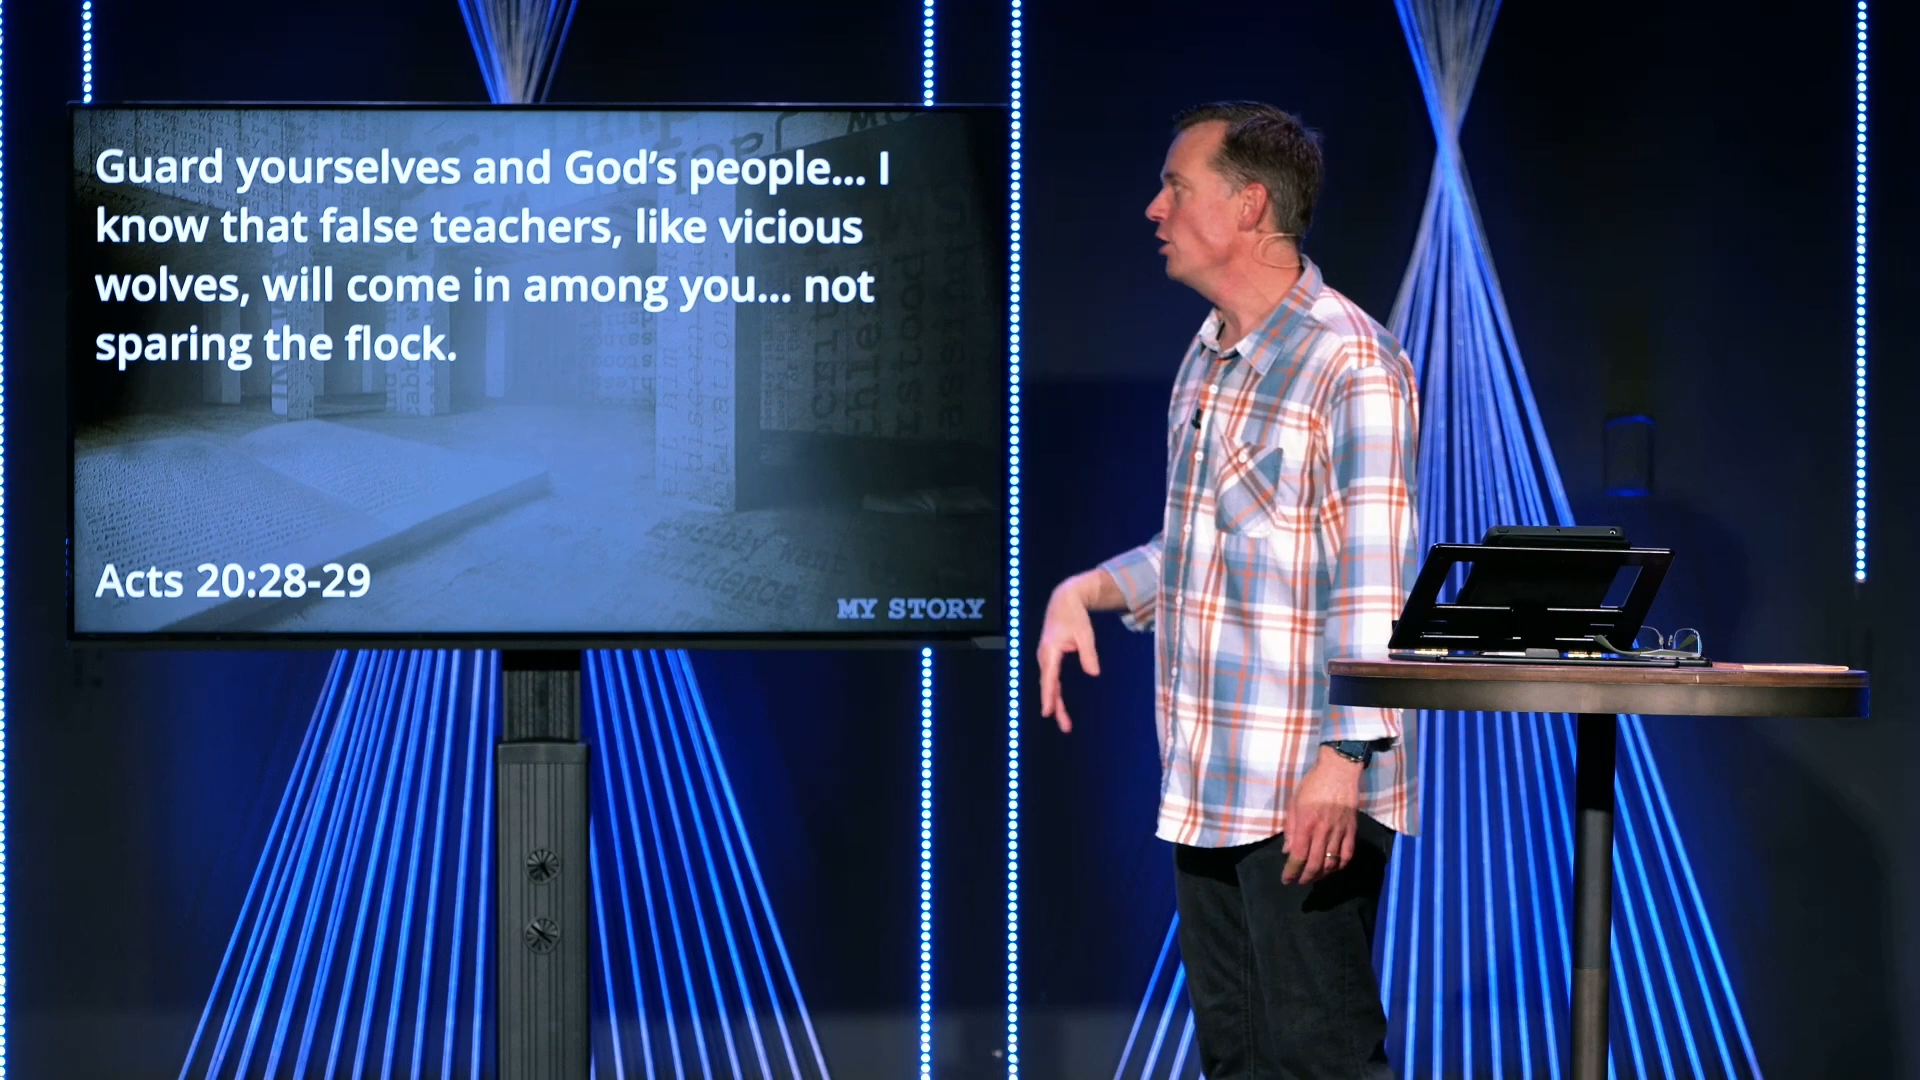 Guard yourselves and God's people... I
know that false teachers, like vicious
wolves, will come in among you... not
sparing the flock.
Acts 20:28-29
MY STORY